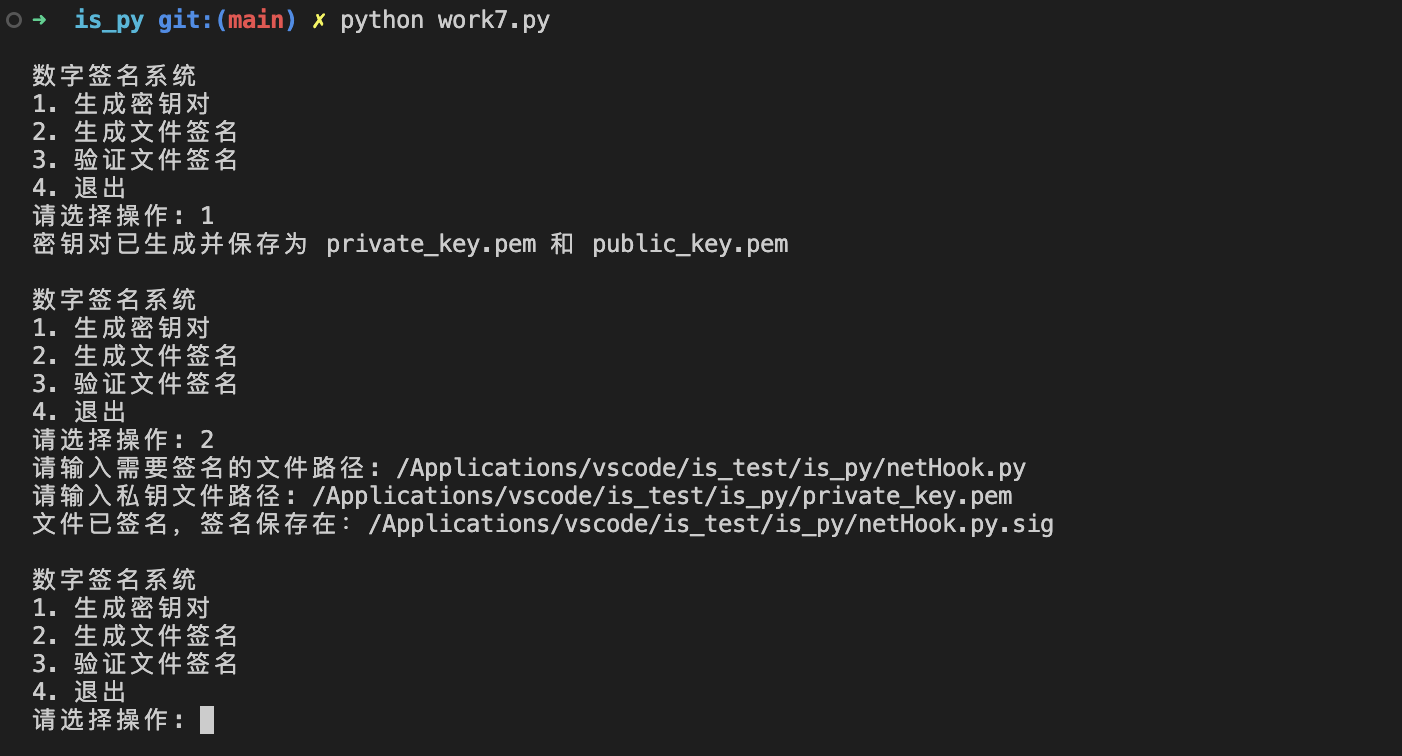 ➜ is_py git:(main) ✗ python work7.py
数字签名系统
1. 生成密钥对
2. 生成文件签名
3. 验证文件签名
4. 退出
请选择操作: 1
密钥对已生成并保存为 private_key.pem 和 public_key.pem
数字签名系统
1. 生成密钥对
2. 生成文件签名
3. 验证文件签名
4. 退出
请选择操作: 2
请输入需要签名的文件路径: /Applications/vscode/is_test/is_py/netHook.py
请输入私钥文件路径: /Applications/vscode/is_test/is_py/private_key.pem
文件已签名, 签名保存在: /Applications/vscode/is_test/is_py/netHook.py.sig
数字签名系统
1. 生成密钥对
2. 生成文件签名
3. 验证文件签名
4. 退出
请选择操作: